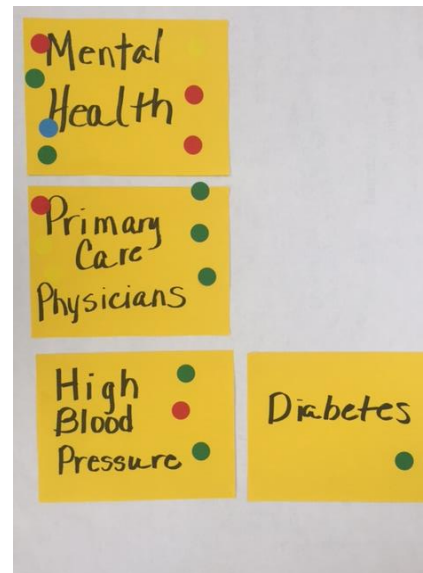 Mental
Health
Primary
Care
Physicians
High
Blood
Pressure
Diabetes